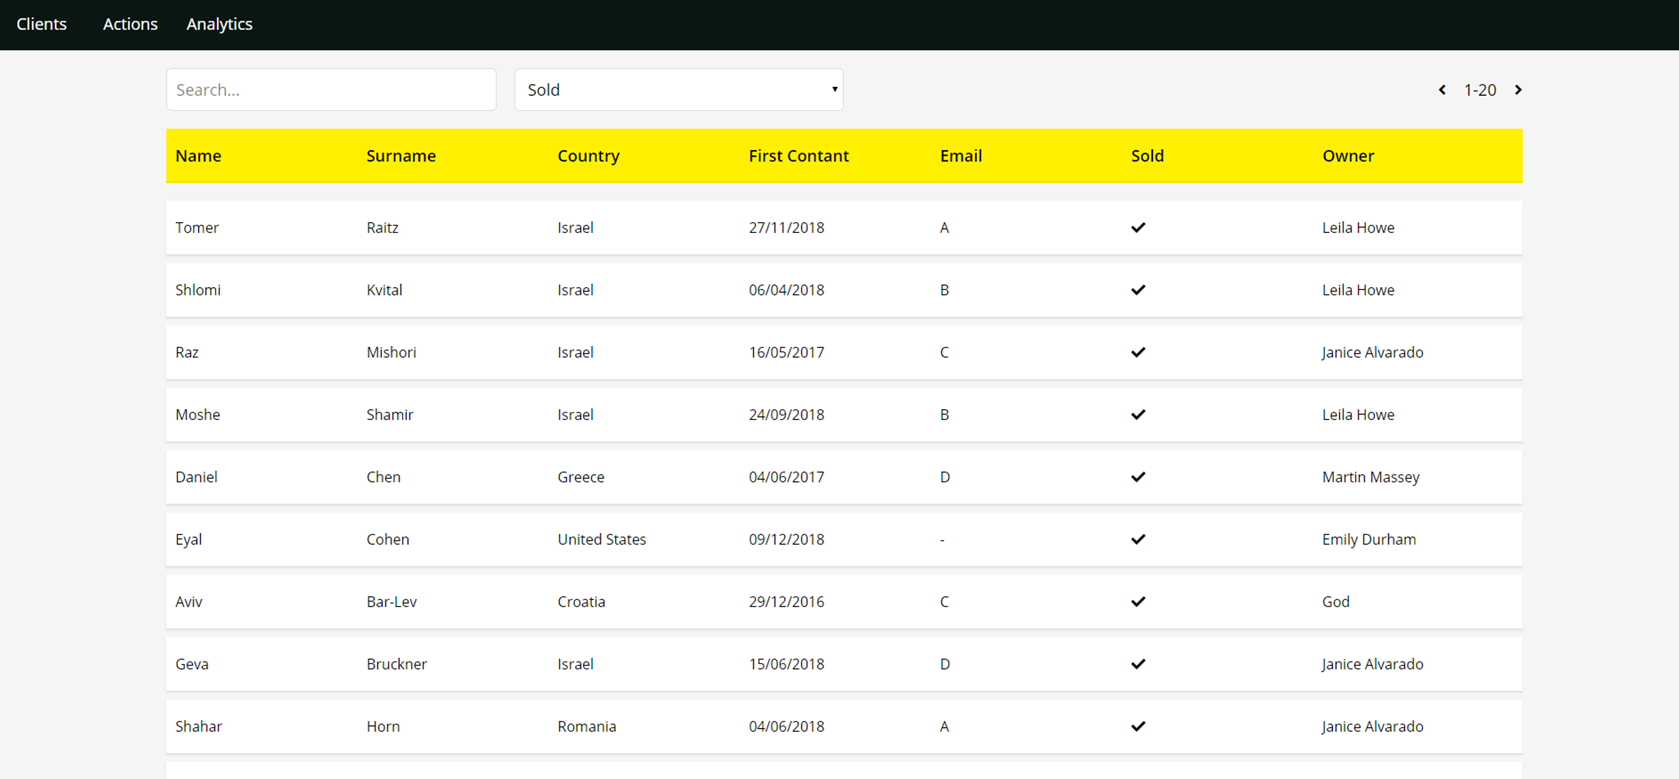 Clients Actions Analytics
Search... Sold 1-20
Name Surname Country First Contant Email Sold Owner
Tomer Raitz Israel 27/11/2018 A ✔ Leila Howe
Shlomi Kvital Israel 06/04/2018 B ✔ Leila Howe
Raz Mishori Israel 16/05/2017 C ✔ Janice Alvarado
Moshe Shamir Israel 24/09/2018 B ✔ Leila Howe
Daniel Chen Greece 04/06/2017 D ✔ Martin Massey
Eyal Cohen United States 09/12/2018 - ✔ Emily Durham
Aviv Bar-Lev Croatia 29/12/2016 C ✔ God
Geva Bruckner Israel 15/06/2018 D ✔ Janice Alvarado
Shahar Horn Romania 04/06/2018 A ✔ Janice Alvarado